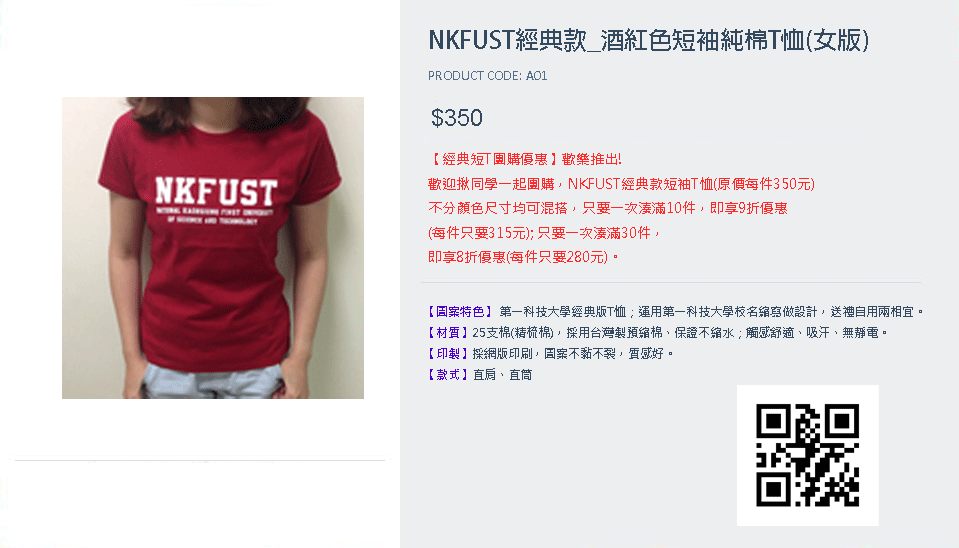 NKFUST經典款_酒紅色短袖純棉T恤(女版)
PRODUCT CODE: A01
$350
【經典短T團購優惠】歡樂推出!
歡迎揪同學一起團購，NKFUST經典款短袖T恤(原價每件350元)
不分顏色尺寸均可混搭，只要一次湊滿10件，即享9折優惠
(每件只要315元); 只要一次湊滿30件，
即享8折優惠(每件只要280元)。
【圖案特色】 第一科技大學經典版T恤；運用第一科技大學校名縮寫做設計，送禮自用兩相宜。
【材質】25支棉(精梳棉)，採用台灣製預縮棉、保證不縮水；觸感舒適、吸汗、無靜電。
【印製】採網版印刷，圖案不黏不裂，質感好。
【款式】直肩、直筒
NKFUST
NATIONAL KAOHSIUNG FIRST UNIVERSITY
OF SCIENCE AND TECHNOLOGY